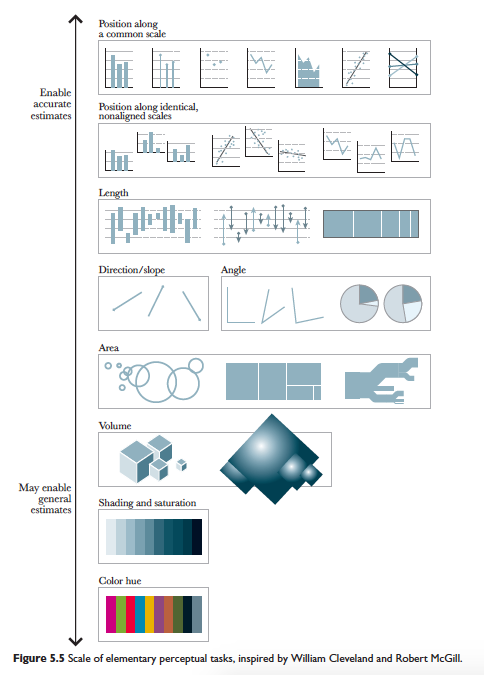 Position along
a common scale
Enable
accurate
estimates
Position along identical,
nonaligned scales
Length
Direction/slope
Angle
Area
Volume
May enable
general
estimates
Shading and saturation
Color hue
Figure 5.5 Scale of elementary perceptual tasks, inspired by William Cleveland and Robert McGill.